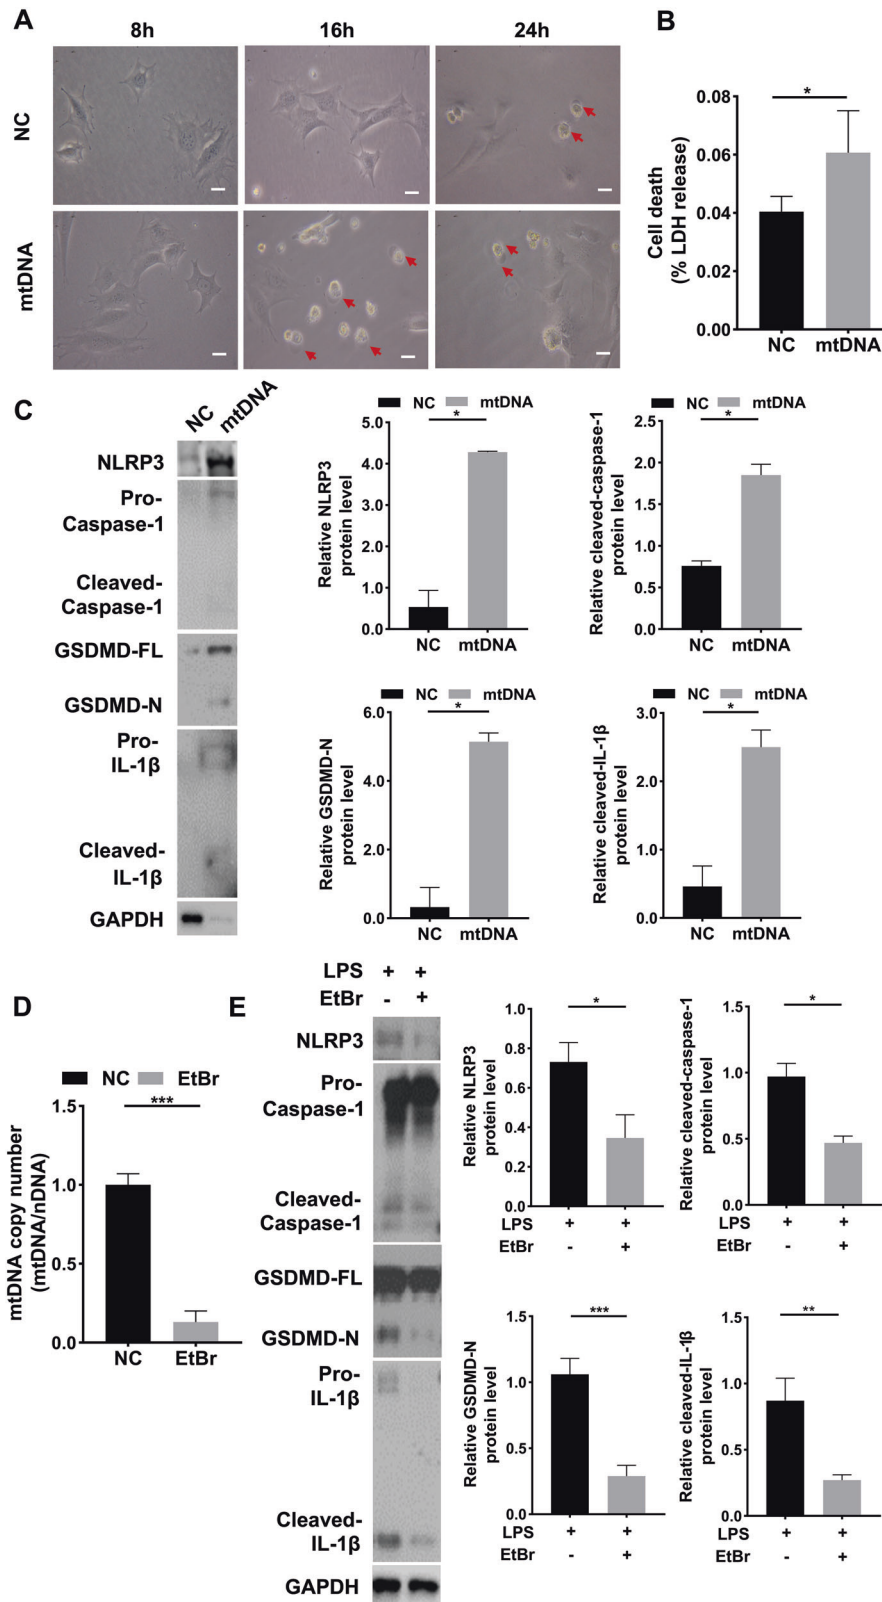 A
8h
16h
24h
NC
mtDNA
B
*
0.08
0.06
0.04
0.02
0.00
Cell death
(% LDH release)
NC
mtDNA
C
NC
mtDNA
NLRP3
Pro-
Caspase-1
Cleaved-
Caspase-1
GSDMD-FL
GSDMD-N
Pro-
IL-1β
Cleaved-
IL-1β
GAPDH
NC mtDNA
*
5.0
4.0
3.0
2.0
1.0
0.0
Relative NLRP3
protein level
NC mtDNA
NC mtDNA
*
2.5
2.0
1.5
1.0
0.5
0.0
Relative cleaved-caspase-1
protein level
NC mtDNA
NC mtDNA
*
6.0
4.0
2.0
0.0
Relative GSDMD-N
protein level
NC mtDNA
NC mtDNA
*
3.0
2.0
1.0
0.0
Relative cleaved-IL-1β
protein level
NC mtDNA
D
NC EtBr
***
1.5
1.0
0.5
0.0
mtDNA copy number
(mtDNA/nDNA)
NC EtBr
E
LPS + +
EtBr - +
NLRP3
Pro-
Caspase-1
Cleaved-
Caspase-1
GSDMD-FL
GSDMD-N
Pro-
IL-1β
Cleaved-
IL-1β
GAPDH
*
1.0
0.8
0.6
0.4
0.2
0.0
Relative NLRP3
protein level
LPS + +
EtBr - +
*
1.5
1.0
0.5
0.0
Relative cleaved-caspase-1
protein level
LPS + +
EtBr - +
***
1.5
1.0
0.5
0.0
Relative GSDMD-N
protein level
LPS + +
EtBr - +
**
1.5
1.0
0.5
0.0
Relative cleaved-IL-1β
protein level
LPS + +
EtBr - +